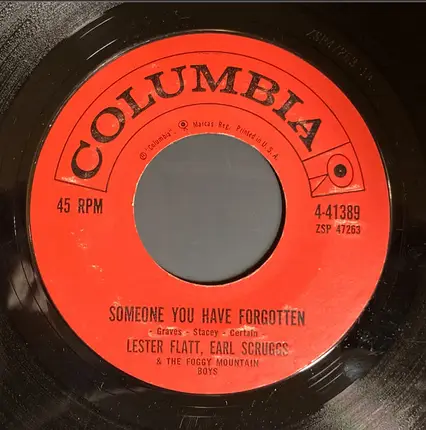 COLUMBIA
® "Columbia", ® Marcas Reg. Printed in U.S.A.
45 RPM
4-41389
ZSP 47263
SOMEONE YOU HAVE FORGOTTEN
- Graves - Stacey - Certain -
LESTER FLATT, EARL SCRUGGS
& THE FOGGY MOUNTAIN
BOYS